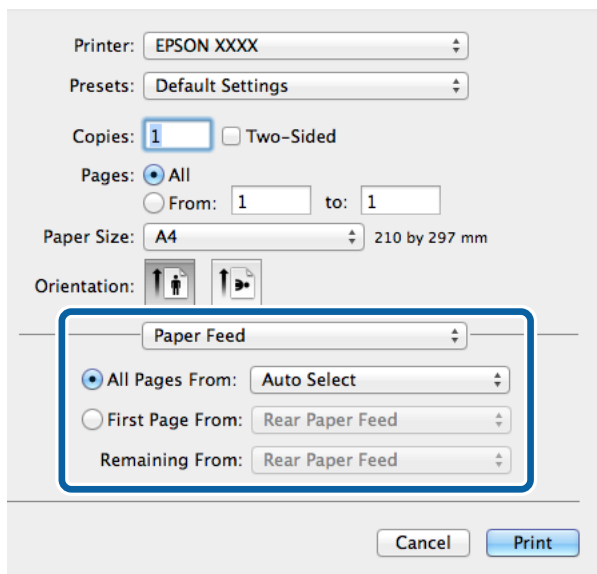 Printer: EPSON XXXX
Presets: Default Settings
Copies: 1 Two-Sided
Pages: All
From: 1 to: 1
Paper Size: A4 210 by 297 mm
Orientation:
Paper Feed
All Pages From: Auto Select
First Page From: Rear Paper Feed
Remaining From: Rear Paper Feed
Cancel Print